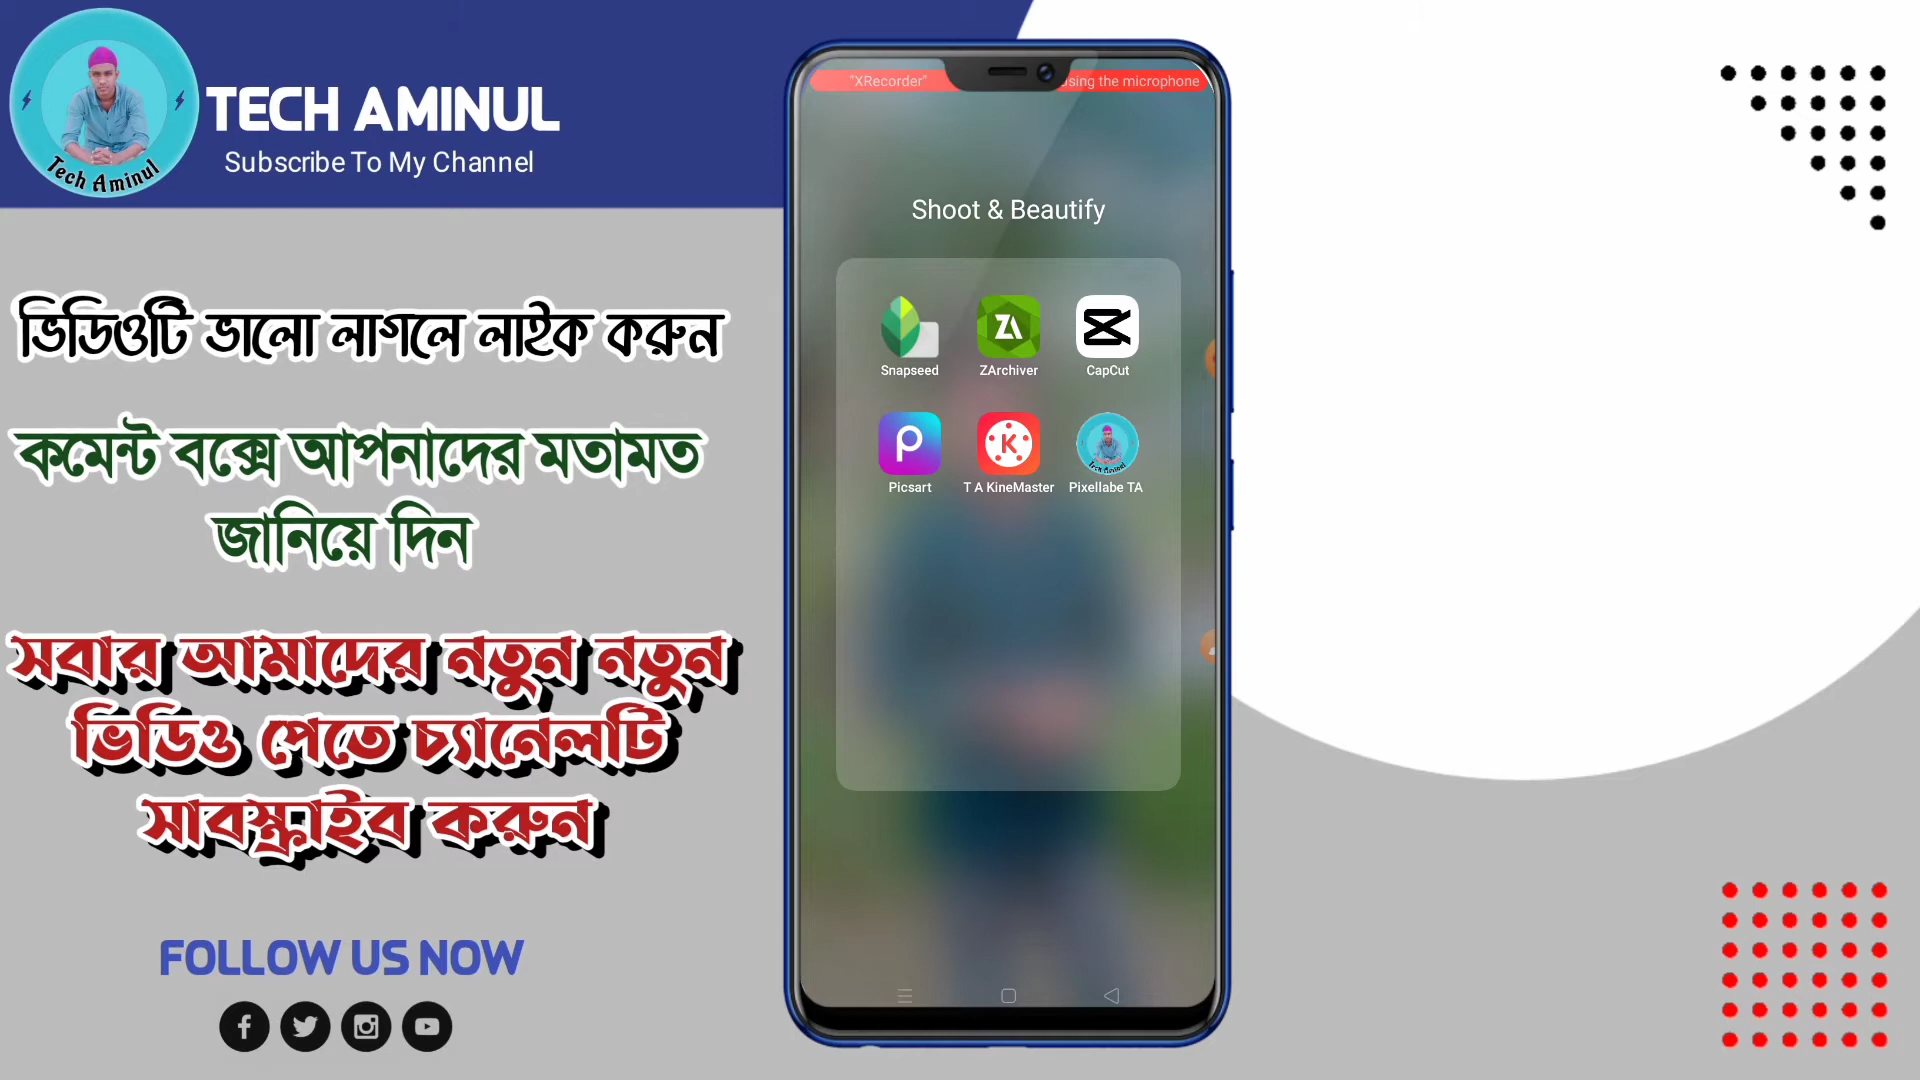 TECH AMINUL
Subscribe To My Channel
Tech Aminul
ভিডিওটি ভালো লাগলে লাইক করুন
কমেন্ট বক্সে আপনাদের মতামত
জানিয়ে দিন
সবার আমাদের নতুন নতুন
ভিডিও পেতে চ্যানেলটি
সাবস্ক্রাইব করুন
FOLLOW US NOW
"XRecorder" using the microphone
Shoot & Beautify
Snapseed ZArchiver CapCut
Picsart T A KineMaster Pixellabe TA